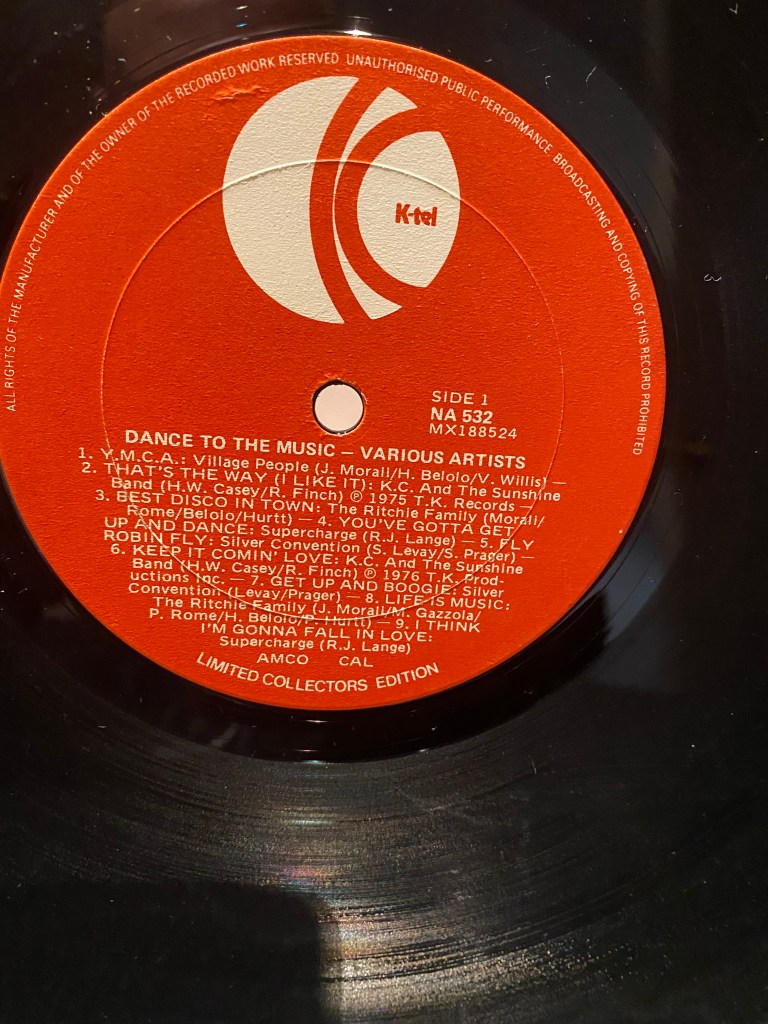 ALL RIGHTS OF THE MANUFACTURER AND OF THE OWNER OF THE RECORDED WORK RESERVED. UNAUTHORISED PUBLIC PERFORMANCE, BROADCASTING AND COPYING OF THIS RECORD PROHIBITED
K-tel
SIDE 1
NA 532
MX188524
DANCE TO THE MUSIC – VARIOUS ARTISTS
1. Y.M.C.A.: Village People (J. Morali/H. Belolo/V. Willis) –
2. THAT'S THE WAY (I LIKE IT): K.C. And The Sunshine
Band (H.W. Casey/R. Finch) ℗ 1975 T.K. Records –
3. BEST DISCO IN TOWN: The Ritchie Family (Morali/
Rome/Belolo/Hurtt) – 4. YOU'VE GOTTA GET
UP AND DANCE: Supercharge (R.J. Lange) – 5. FLY
ROBIN FLY: Silver Convention (S. Levay/S. Prager) –
6. KEEP IT COMIN' LOVE: K.C. And The Sunshine
Band (H.W. Casey/R. Finch) ℗ 1976 T.K. Prod-
uctions Inc. – 7. GET UP AND BOOGIE: Silver
Convention (Levay/Prager) – 8. LIFE IS MUSIC:
The Ritchie Family (J. Morali/M. Gazzola/
P. Rome/H. Belolo/P. Hurtt) – 9. I THINK
I'M GONNA FALL IN LOVE:
Supercharge (R.J. Lange)
AMCO CAL
LIMITED COLLECTORS EDITION